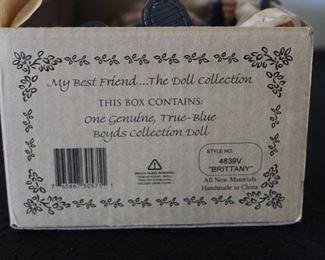 My Best Friend...The Doll Collection
THIS BOX CONTAINS:
One Genuine, True-Blue
Boyds Collection Doll
STYLE NO.
4839V
"BRITTANY"
All New Materials
Handmade in China